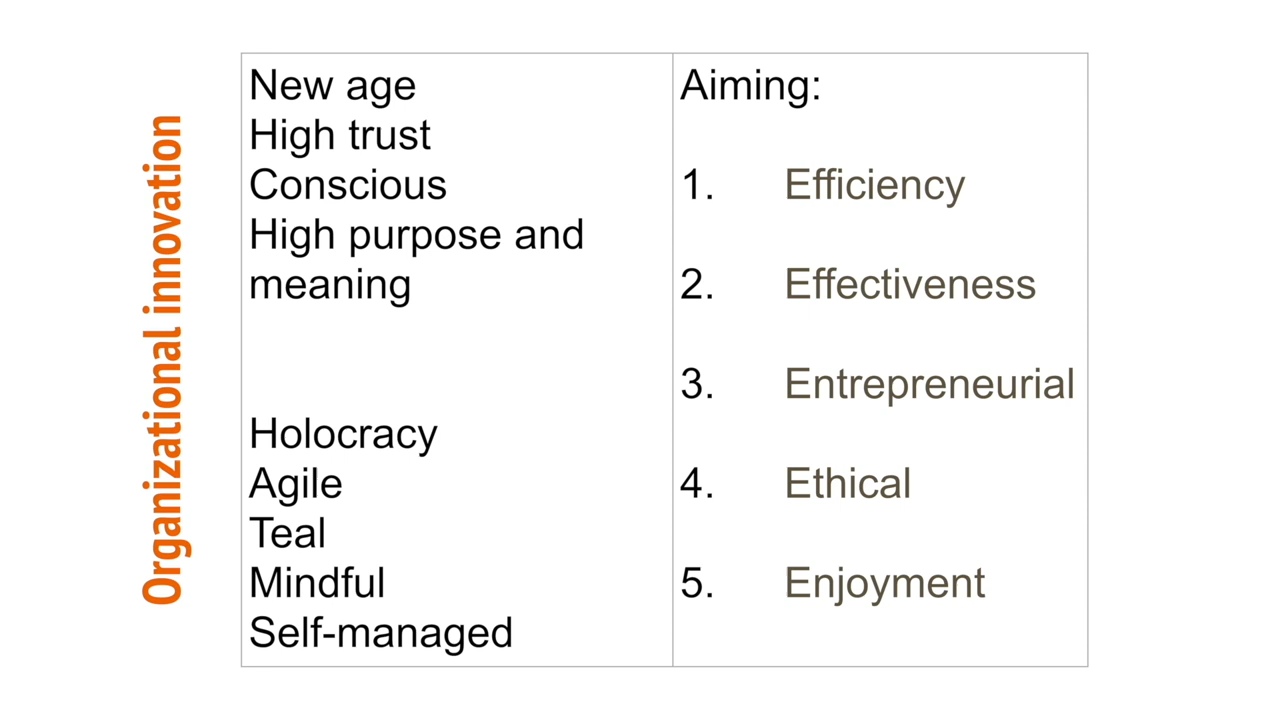 Organizational innovation
New age
High trust
Conscious
High purpose and
meaning
Holocracy
Agile
Teal
Mindful
Self-managed
Aiming:
1. Efficiency
2. Effectiveness
3. Entrepreneurial
4. Ethical
5. Enjoyment